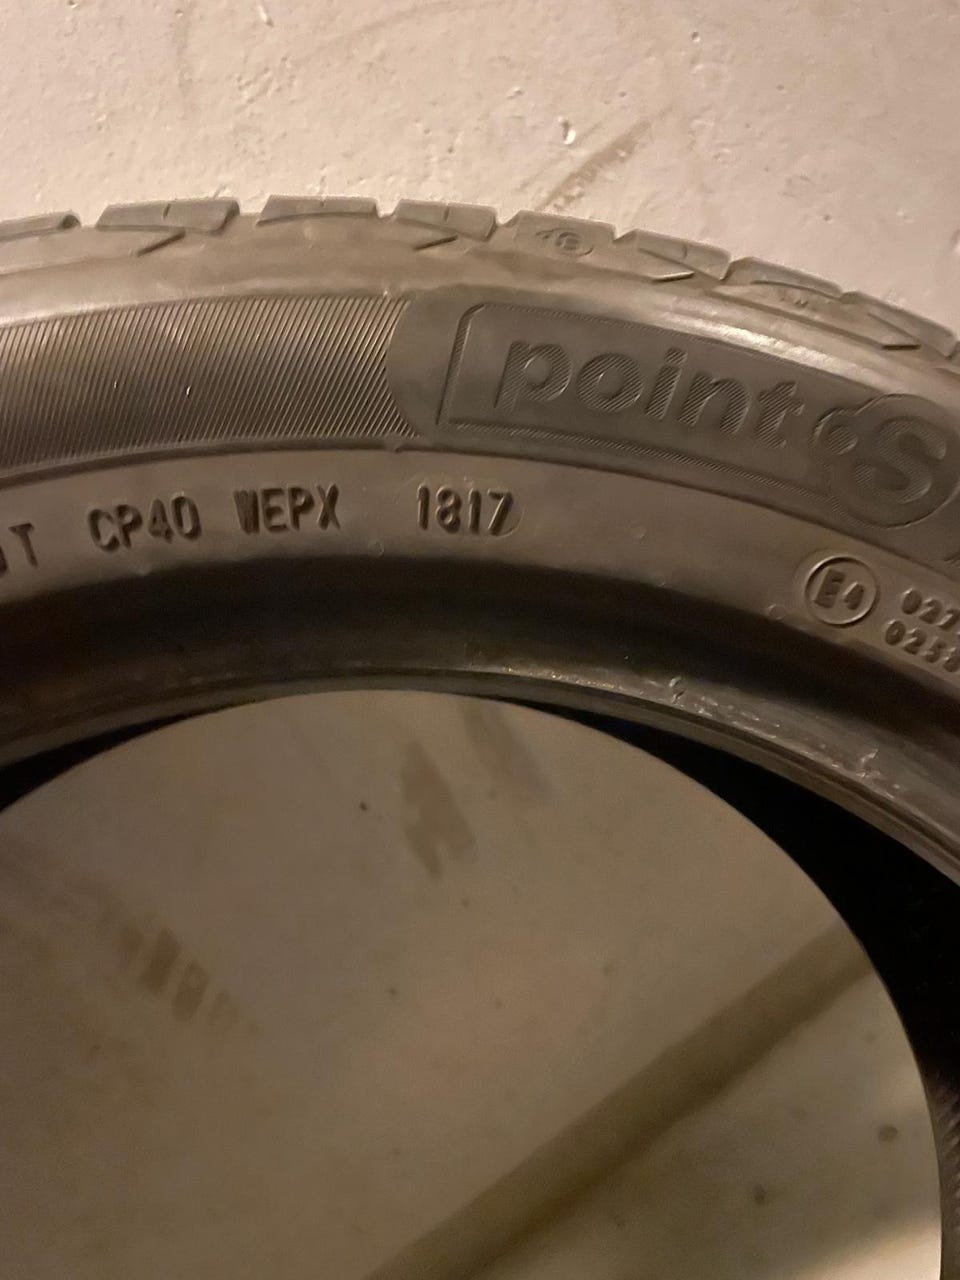 point S
CP40 WEPX 1817
E4